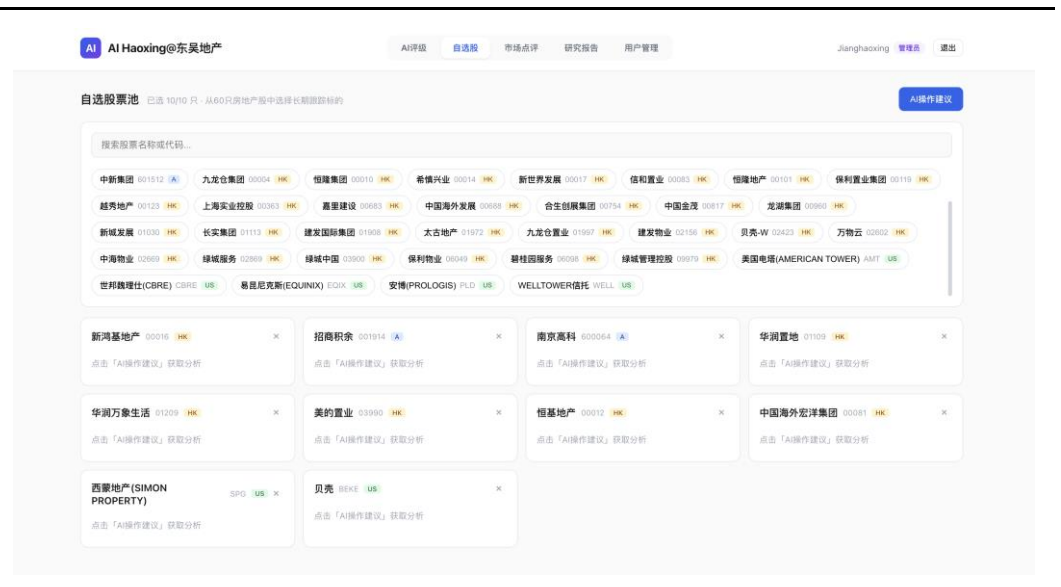 AI AI Haoxing@东吴地产 AI评级 自选股 市场点评 研究报告 用户管理 Jianghaoxing 管理员 退出
自选股票池 已选 10/10 只 · 从60只房地产股中选择长期跟踪标的 AI操作建议
搜索股票名称或代码...
中新集团 601512 A 九龙仓集团 00004 HK 恒隆集团 00010 HK 希慎兴业 00014 HK 新世界发展 00017 HK 信和置业 00083 HK 恒隆地产 00101 HK 保利置业集团 00119 HK
越秀地产 00123 HK 上海实业控股 00363 HK 嘉里建设 00683 HK 中国海外发展 00688 HK 合生创展集团 00754 HK 中国金茂 00817 HK 龙湖集团 00960 HK
新城发展 01030 HK 长实集团 01113 HK 建发国际集团 01908 HK 太古地产 01972 HK 九龙仓置业 01997 HK 建发物业 02156 HK 贝壳-W 02423 HK 万物云 02602 HK
中海物业 02669 HK 绿城服务 02869 HK 绿城中国 03900 HK 保利物业 06049 HK 碧桂园服务 06098 HK 绿城管理控股 09979 HK 美国电塔(AMERICAN TOWER) AMT US
世邦魏理仕(CBRE) CBRE US 易昆尼克斯(EQUINIX) EQIX US 安博(PROLOGIS) PLD US WELLTOWER信托 WELL US
新鸿基地产 00016 HK × 招商积余 001914 A × 南京高科 600064 A × 华润置地 01109 HK ×
点击「AI操作建议」获取分析 点击「AI操作建议」获取分析 点击「AI操作建议」获取分析 点击「AI操作建议」获取分析
华润万象生活 01209 HK × 美的置业 03990 HK × 恒基地产 00012 HK × 中国海外宏洋集团 00081 HK ×
点击「AI操作建议」获取分析 点击「AI操作建议」获取分析 点击「AI操作建议」获取分析 点击「AI操作建议」获取分析
西蒙地产(SIMON
PROPERTY) SPG US × 贝壳 BEKE US ×
点击「AI操作建议」获取分析 点击「AI操作建议」获取分析